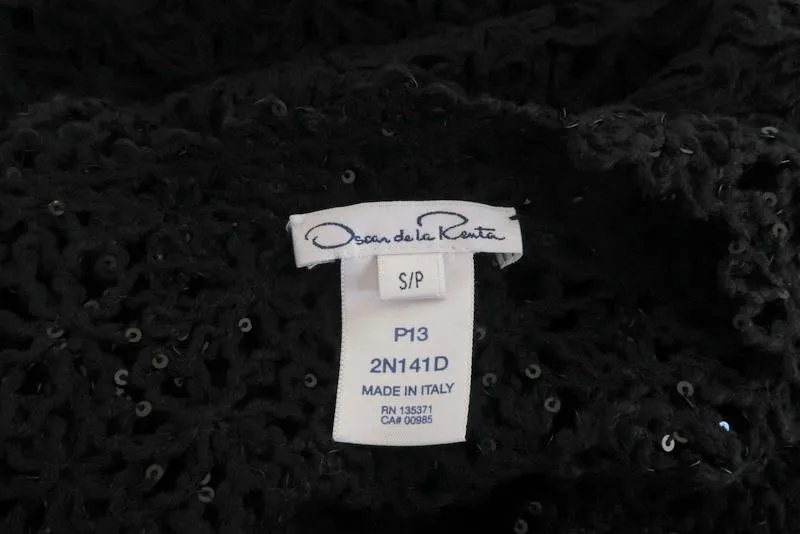 Oscar de la Renta
S/P
P13
2N141D
MADE IN ITALY
RN 135371
CA# 00985